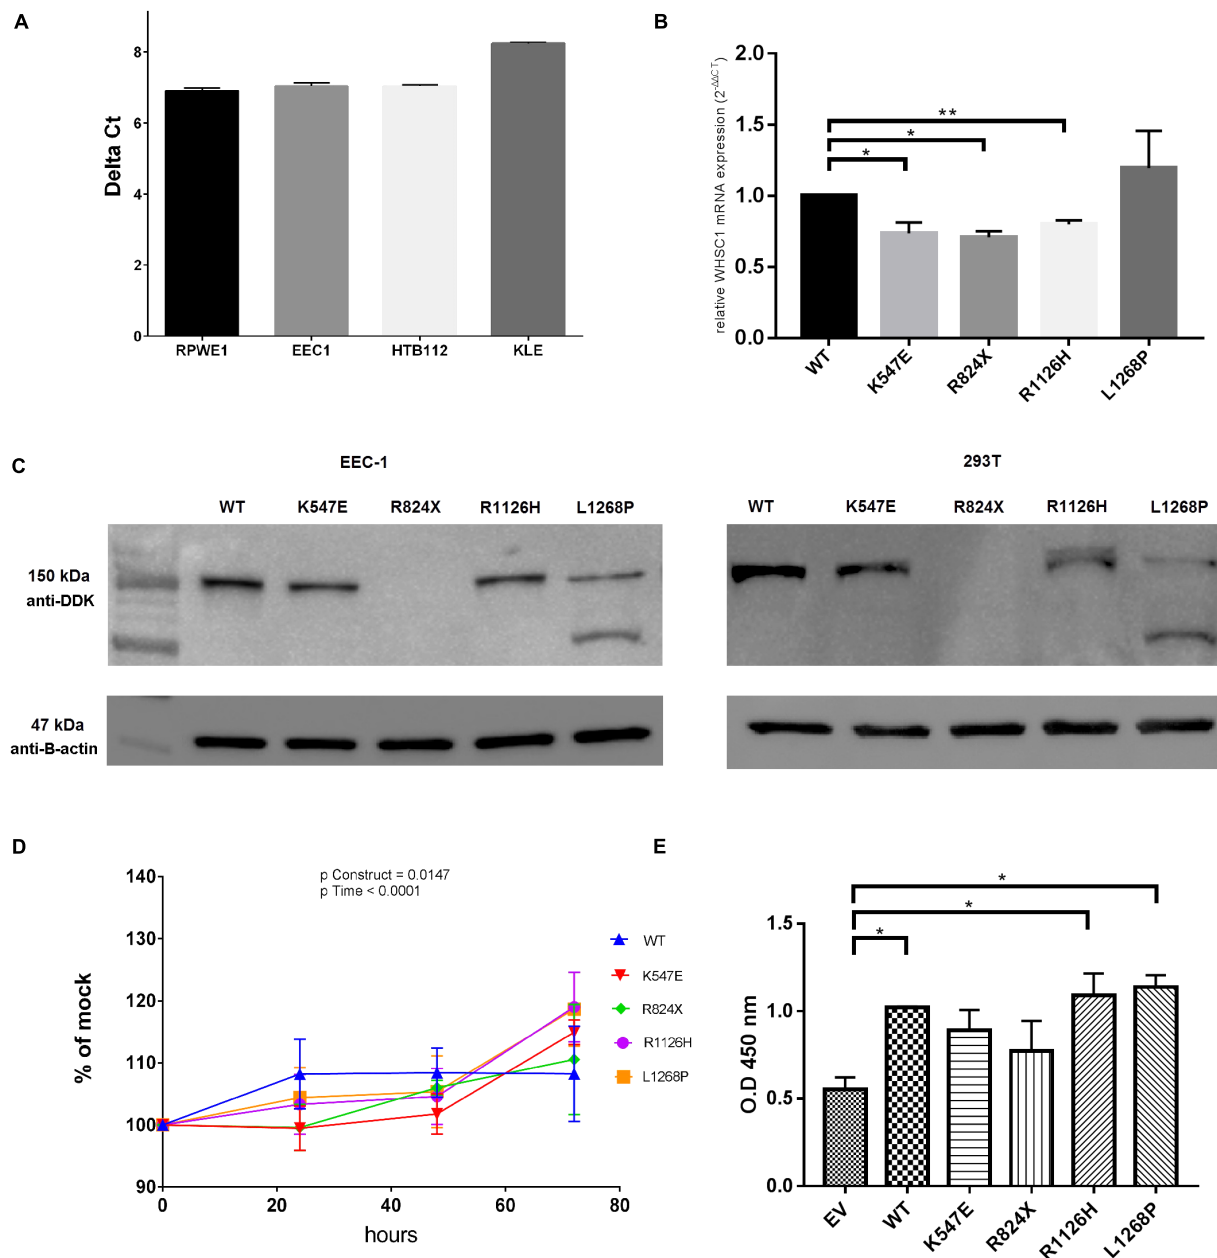 A
Delta Ct
8
6
4
2
0
RPWE1
EEC1
HTB112
KLE
B
relative WHSC1 mRNA expression (2-ΔΔCT)
2.0
1.5
1.0
0.5
0.0
**
*
*
WT
K547E
R824X
R1126H
L1268P
C
EEC-1
293T
WT
K547E
R824X
R1126H
L1268P
WT
K547E
R824X
R1126H
L1268P
150 kDa
anti-DDK
47 kDa
anti-B-actin
D
% of mock
140
130
120
110
100
90
0
20
40
60
80
hours
p Construct = 0.0147
p Time < 0.0001
WT
K547E
R824X
R1126H
L1268P
E
O.D 450 nm
1.5
1.0
0.5
0.0
*
*
*
EV
WT
K547E
R824X
R1126H
L1268P